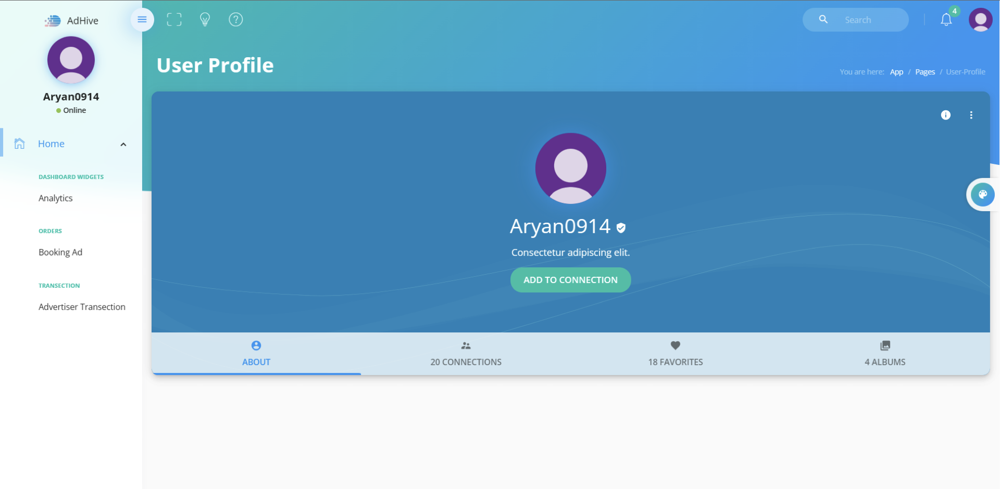 AdHive
Aryan0914
Online
Home
DASHBOARD WIDGETS
Analytics
ORDERS
Booking Ad
TRANSECTION
Advertiser Transection
?
Search
4
User Profile
You are here: App / Pages / User-Profile
Aryan0914
Consectetur adipiscing elit.
ADD TO CONNECTION
ABOUT
20 CONNECTIONS
18 FAVORITES
4 ALBUMS